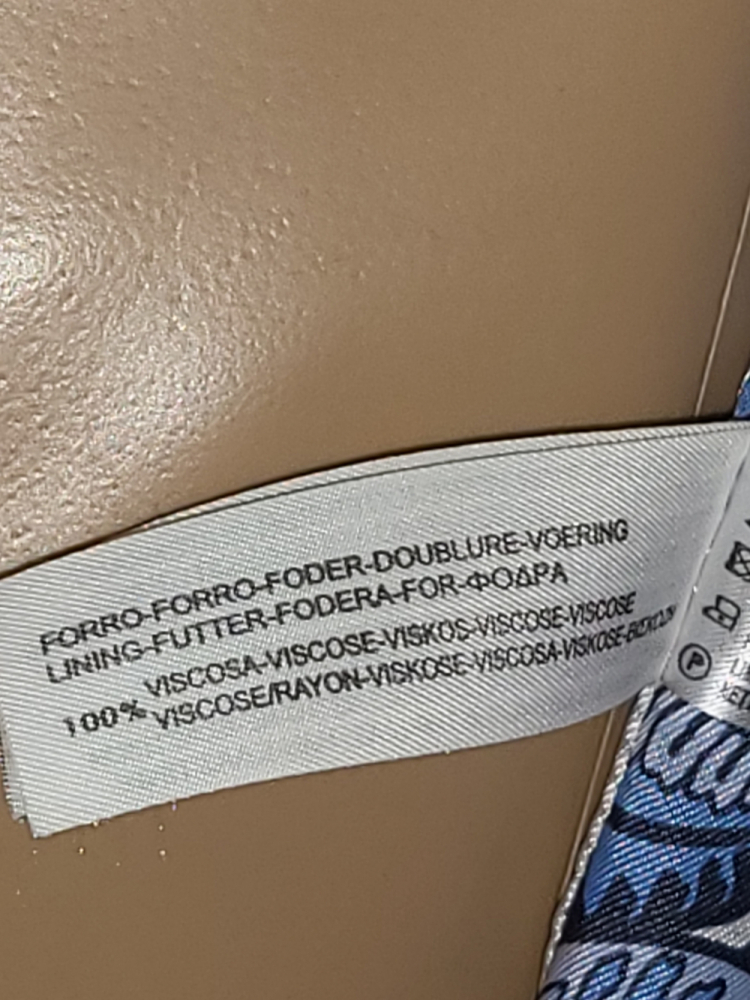 FORRO-FORRO-FODER-DOUBLURE-VOERING
LINING-FUTTER-FODERA-FOR-ΦΟΔΡΑ
VISCOSA-VISCOSE-VISKOS-VISCOSE-VISCOSE
100% VISCOSE/RAYON-VISKOSE-VISCOSA-VISKOSE-ΒΙΣΚΟΖΗ
P